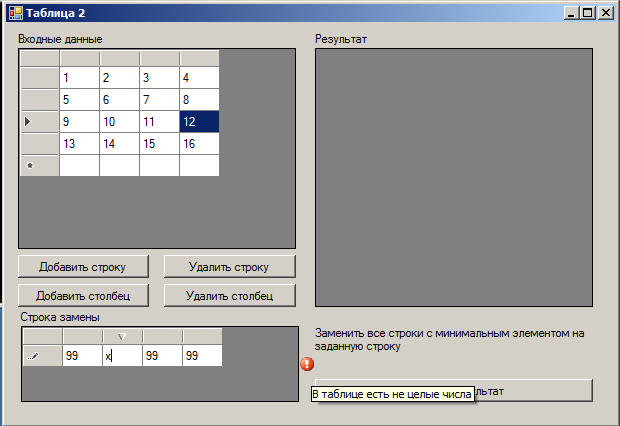 Таблица 2
Входные данные
Результат
1 2 3 4
5 6 7 8
9 10 11 12
13 14 15 16
Добавить строку
Удалить строку
Добавить столбец
Удалить столбец
Строка замены
99 x 99 99
Заменить все строки с минимальным элементом на
заданную строку
В таблице есть не целые числа